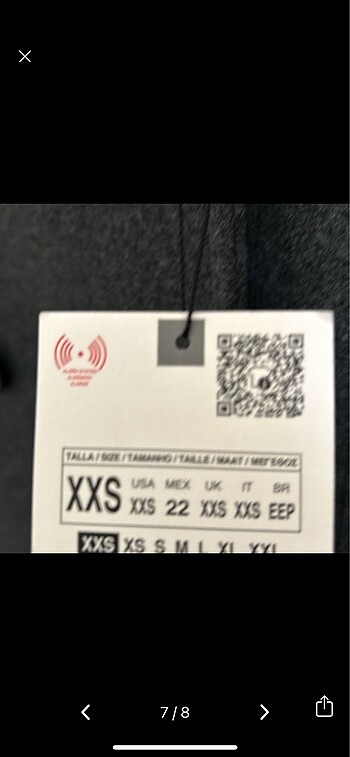 TALLA / SIZE / TAMANHO / TAILLE / MAAT / ΜΕΓΕΘΟΣ
XXS
USA MEX UK IT BR
XXS 22 XXS XXS EEP
XXS XS S M L XL XXL
7 / 8